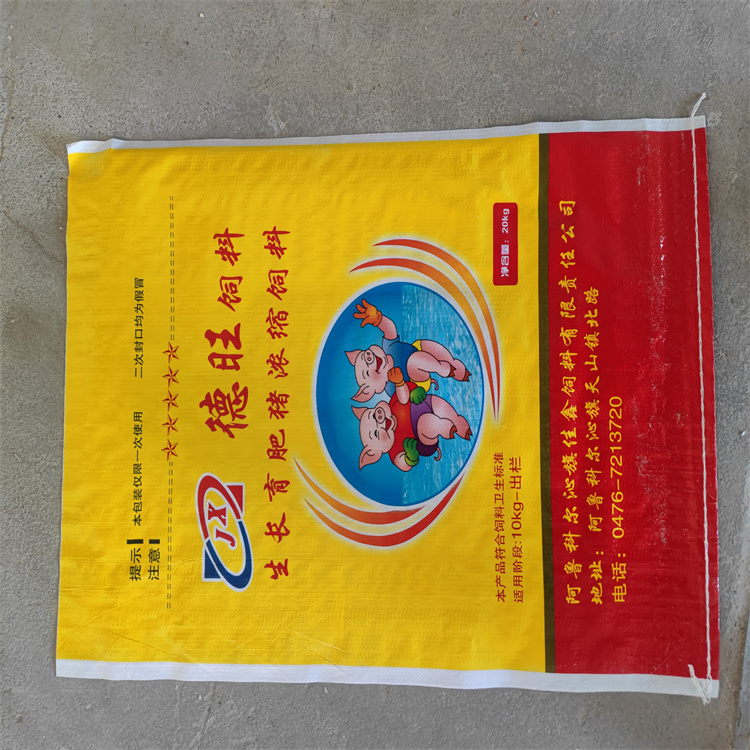 提示 本包装仅限一次使用 二次封口均为假冒
注意
☆☆☆☆☆
JX 德旺饲料
生长育肥猪浓缩饲料
净含量：20kg
本产品符合饲料卫生标准
适用阶段:10kg-出栏
阿鲁科尔沁旗佳鑫饲料有限责任公司
地址：阿鲁科尔沁旗天山镇北路
电话：0476-7213720